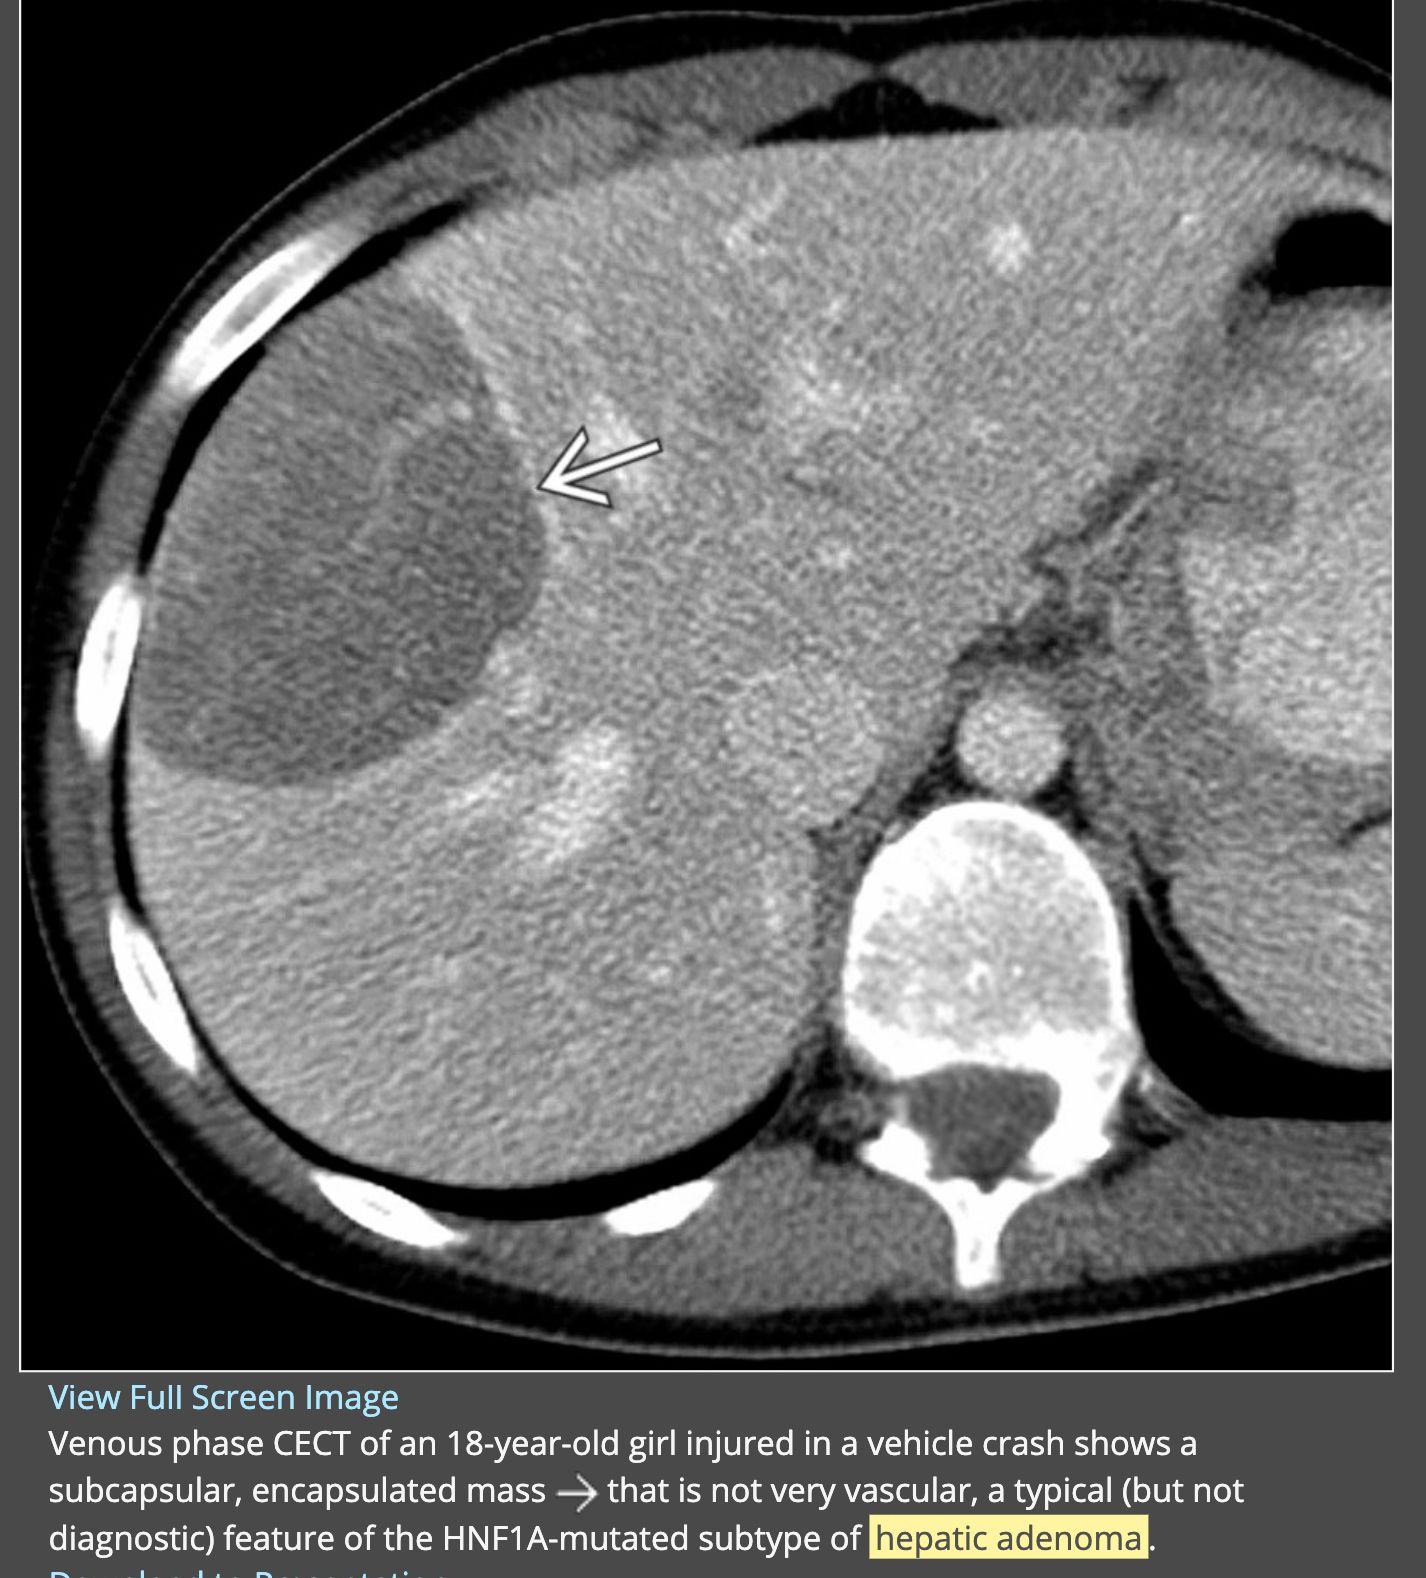 View Full Screen Image
Venous phase CECT of an 18-year-old girl injured in a vehicle crash shows a
subcapsular, encapsulated mass → that is not very vascular, a typical (but not
diagnostic) feature of the HNF1A-mutated subtype of hepatic adenoma.